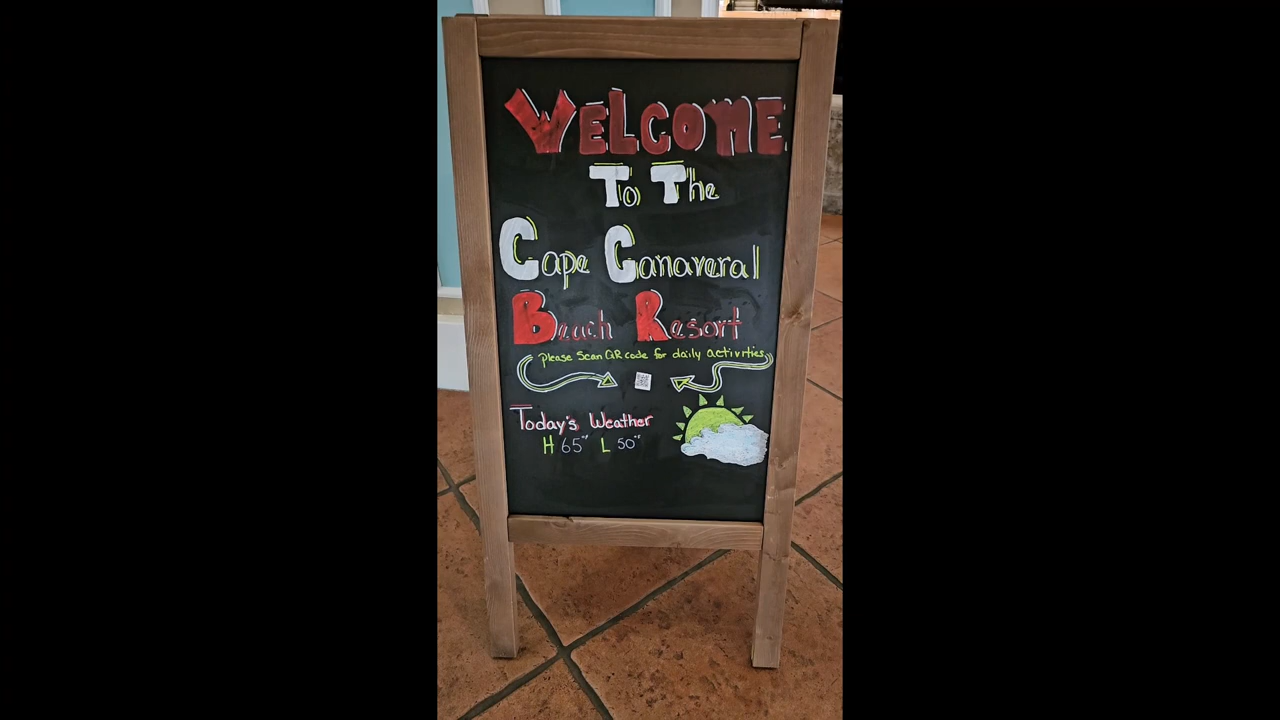 WELCOME
To The
Cape Canaveral
Beach Resort
please Scan QR code for daily activities
Today's Weather
H 65° L 50°